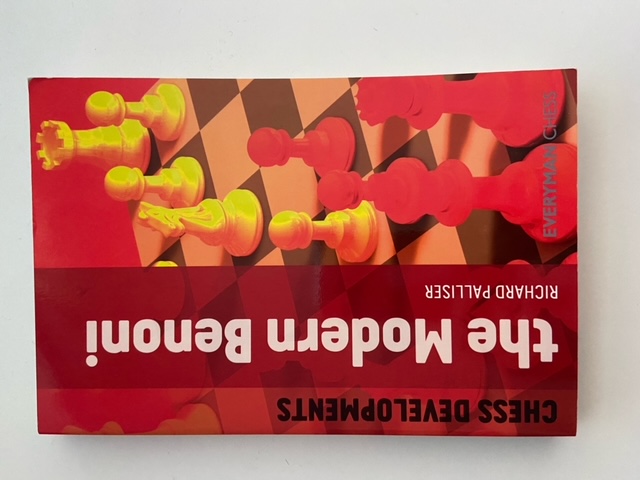 CHESS DEVELOPMENTS
the Modern Benoni
RICHARD PALLISER
EVERYMAN CHESS